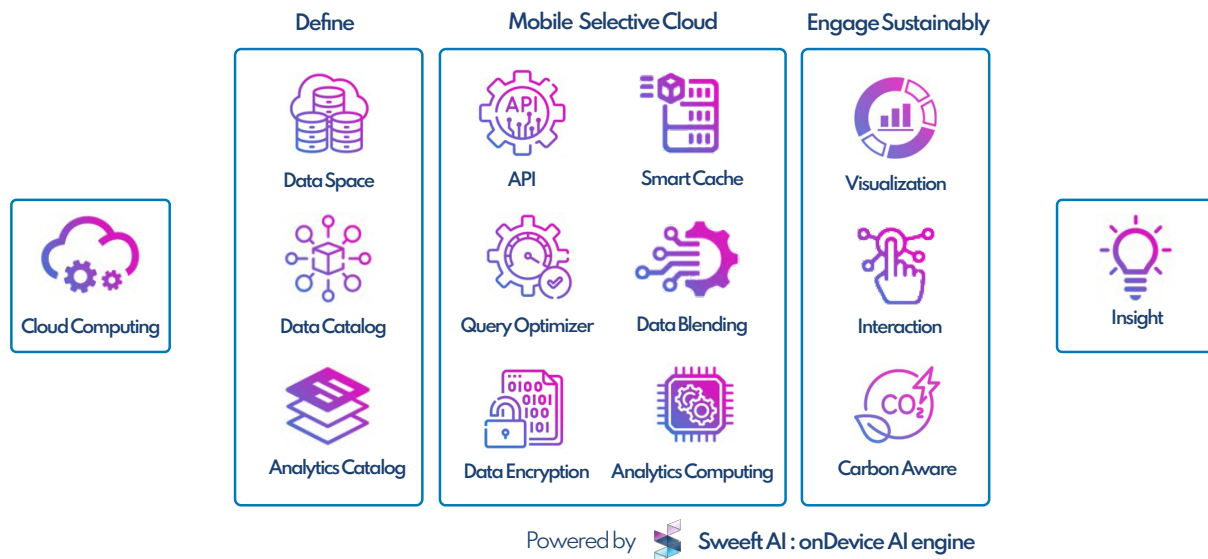 Define
Mobile Selective Cloud
Engage Sustainably
Cloud Computing
Data Space
Data Catalog
Analytics Catalog
API
API
Smart Cache
Query Optimizer
Data Blending
0100
0101
100
00
0101
Data Encryption
Analytics Computing
Visualization
Interaction
CO₂
Carbon Aware
Insight
Powered by Sweeft AI : onDevice AI engine